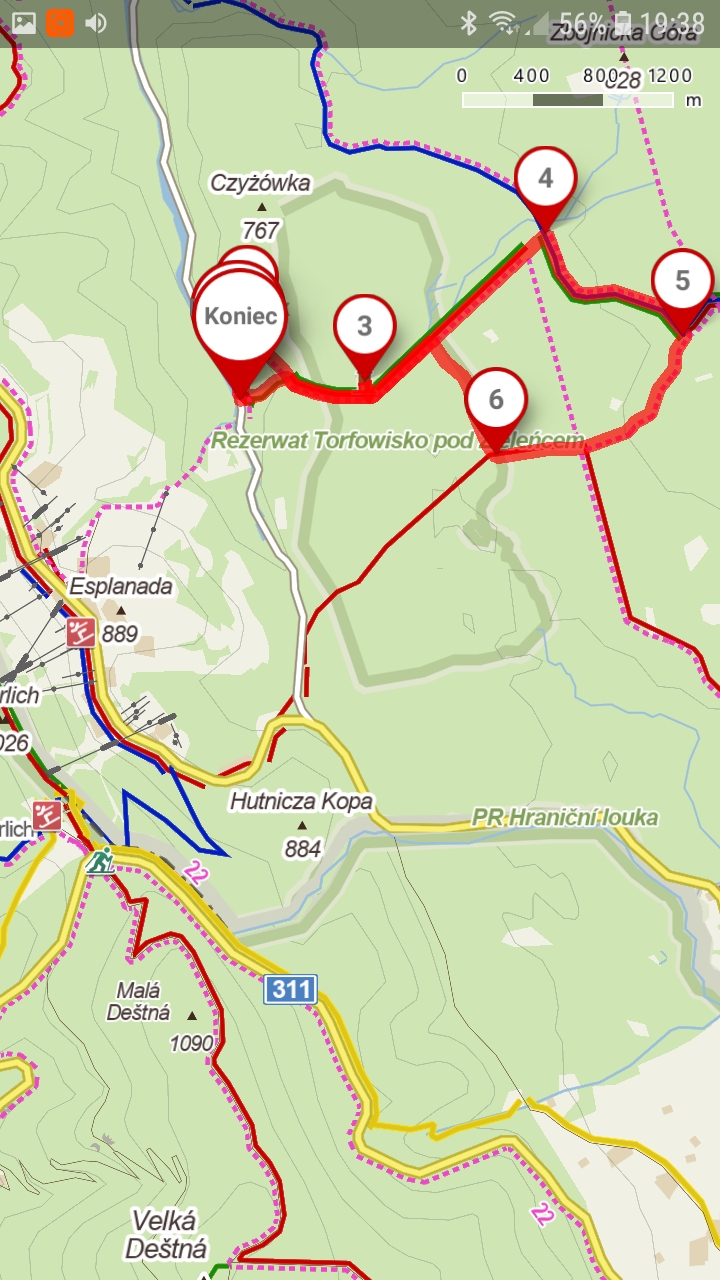 56% 19:38
Zbójnicka Góra
0 400 800 1200
m
Czyżówka
767
4
5
Koniec
3
6
Rezerwat Torfowisko pod Zieleńcem
Esplanada
889
rlich
026
Hutnicza Kopa
884
PR Hraniční louka
rlich
22
311
Malá
Deštná
1090
22
Velká
Deštná